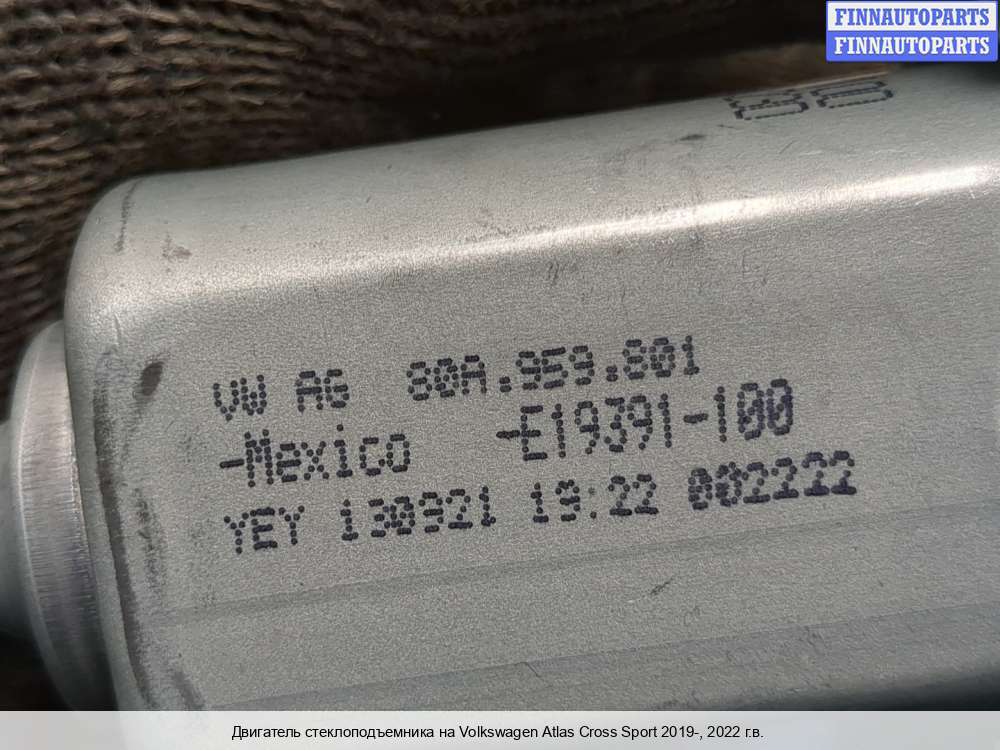 FINNAUTOPARTS
FINNAUTOPARTS
VW AG 80A.959.801
-Mexico -E19391-100
YEY 130921 19:22 002222
Двигатель стеклоподъемника на Volkswagen Atlas Cross Sport 2019-, 2022 г.в.